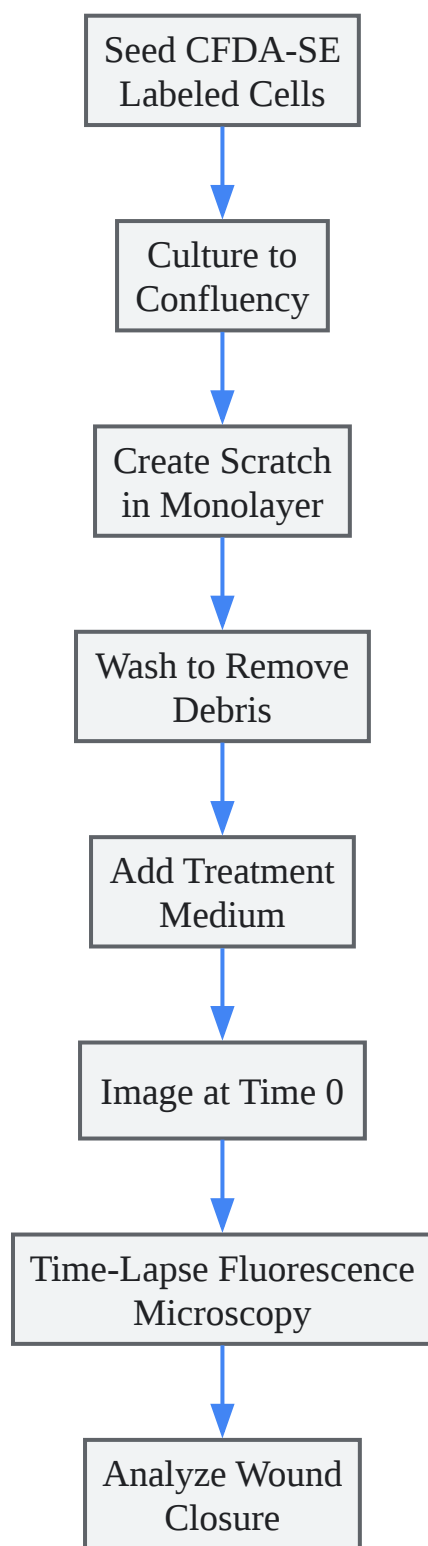 Seed CFDA-SE
Labeled Cells
Culture to
Confluency
Create Scratch
in Monolayer
Wash to Remove
Debris
Add Treatment
Medium
Image at Time 0
Time-Lapse Fluorescence
Microscopy
Analyze Wound
Closure